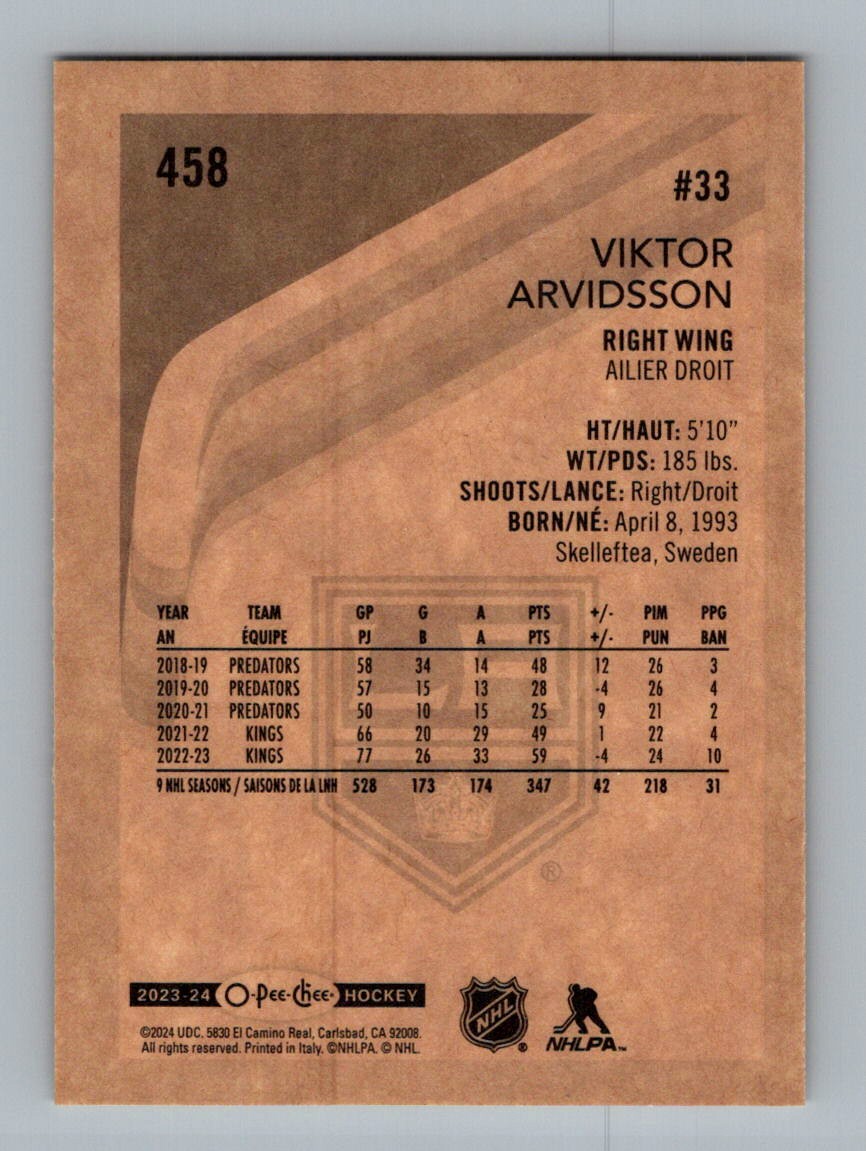 458
#33
VIKTOR
ARVIDSSON
RIGHT WING
AILIER DROIT
HT/HAUT: 5'10"
WT/PDS: 185 lbs.
SHOOTS/LANCE: Right/Droit
BORN/NÉ: April 8, 1993
Skelleftea, Sweden
YEAR TEAM GP G A PTS +/- PIM PPG
AN ÉQUIPE PJ B A PTS +/- PUN BAN
2018-19 PREDATORS 58 34 14 48 12 26 3
2019-20 PREDATORS 57 15 13 28 -4 26 4
2020-21 PREDATORS 50 10 15 25 9 21 2
2021-22 KINGS 66 20 29 49 1 22 4
2022-23 KINGS 77 26 33 59 -4 24 10
9 NHL SEASONS / SAISONS DE LA LNH 528 173 174 347 42 218 31
®
2023-24 O-Pee-Chee HOCKEY
©2024 UDC. 5830 El Camino Real, Carlsbad, CA 92008.
All rights reserved. Printed in Italy. ©NHLPA. © NHL.
NHL ®
NHLPA™